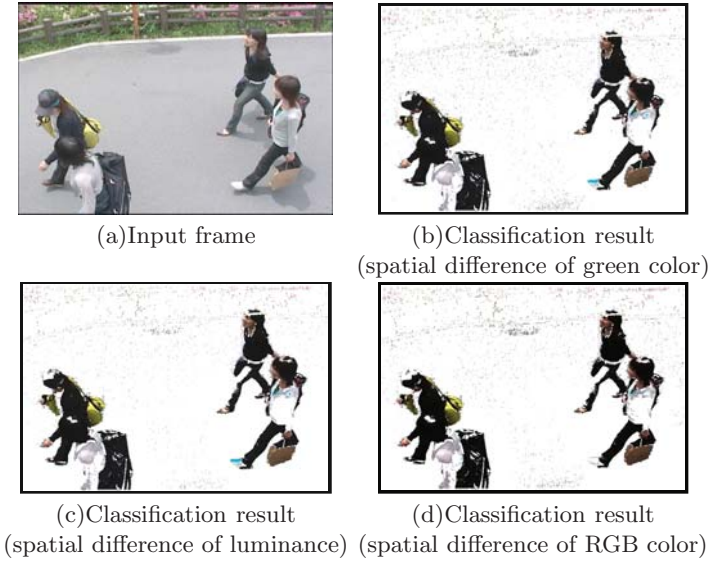 (a)Input frame
(b)Classification result
(spatial difference of green color)
(c)Classification result
(spatial difference of luminance)
(d)Classification result
(spatial difference of RGB color)